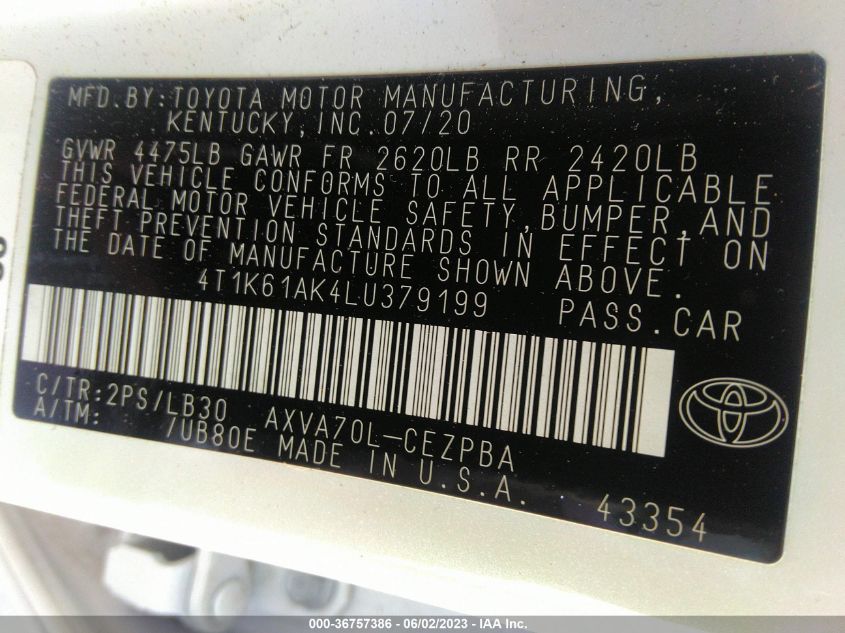 MFD.BY:TOYOTA MOTOR MANUFACTURING,
KENTUCKY,INC.07/20
GVWR 4475LB GAWR FR 2620LB RR 2420LB
THIS VEHICLE CONFORMS TO ALL APPLICABLE
FEDERAL MOTOR VEHICLE SAFETY,BUMPER,AND
THEFT PREVENTION STANDARDS IN EFFECT ON
THE DATE OF MANUFACTURE SHOWN ABOVE.
4T1K61AK4LU379199 PASS.CAR
C/TR:2PS/LB30 AXVA70L-CEZPBA
A/TM: /UB80E MADE IN U.S.A.
43354
000-36757386 - 06/02/2023 - IAA Inc.